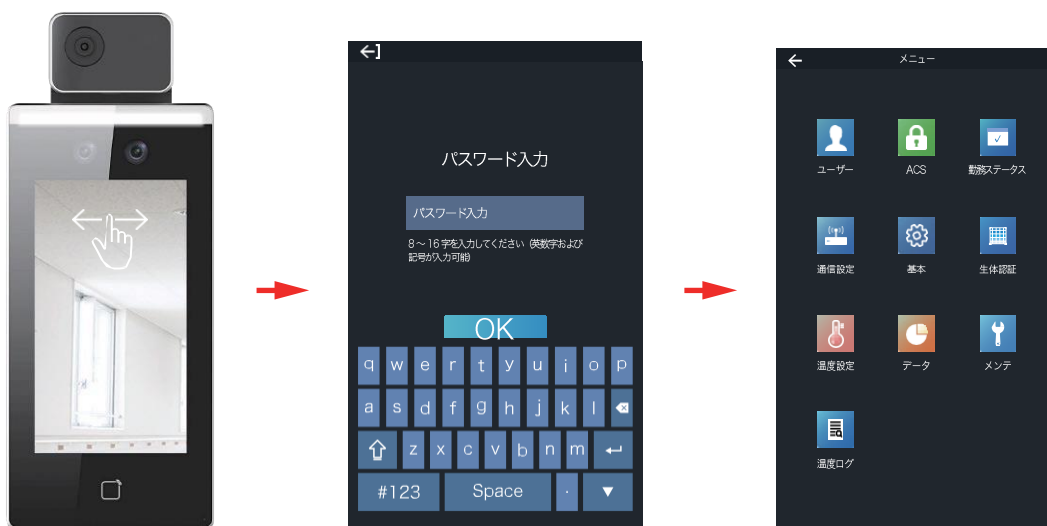 パスワード入力
パスワード入力
8～16字を入力してください (英数字および
記号が入力可能)
OK
q w e r t y u i o p
a s d f g h j k l
z x c v b n m
#123 Space .
メニュー
ユーザー ACS 勤務ステータス
通信設定 基本 生体認証
温度設定 データ メンテ
温度ログ